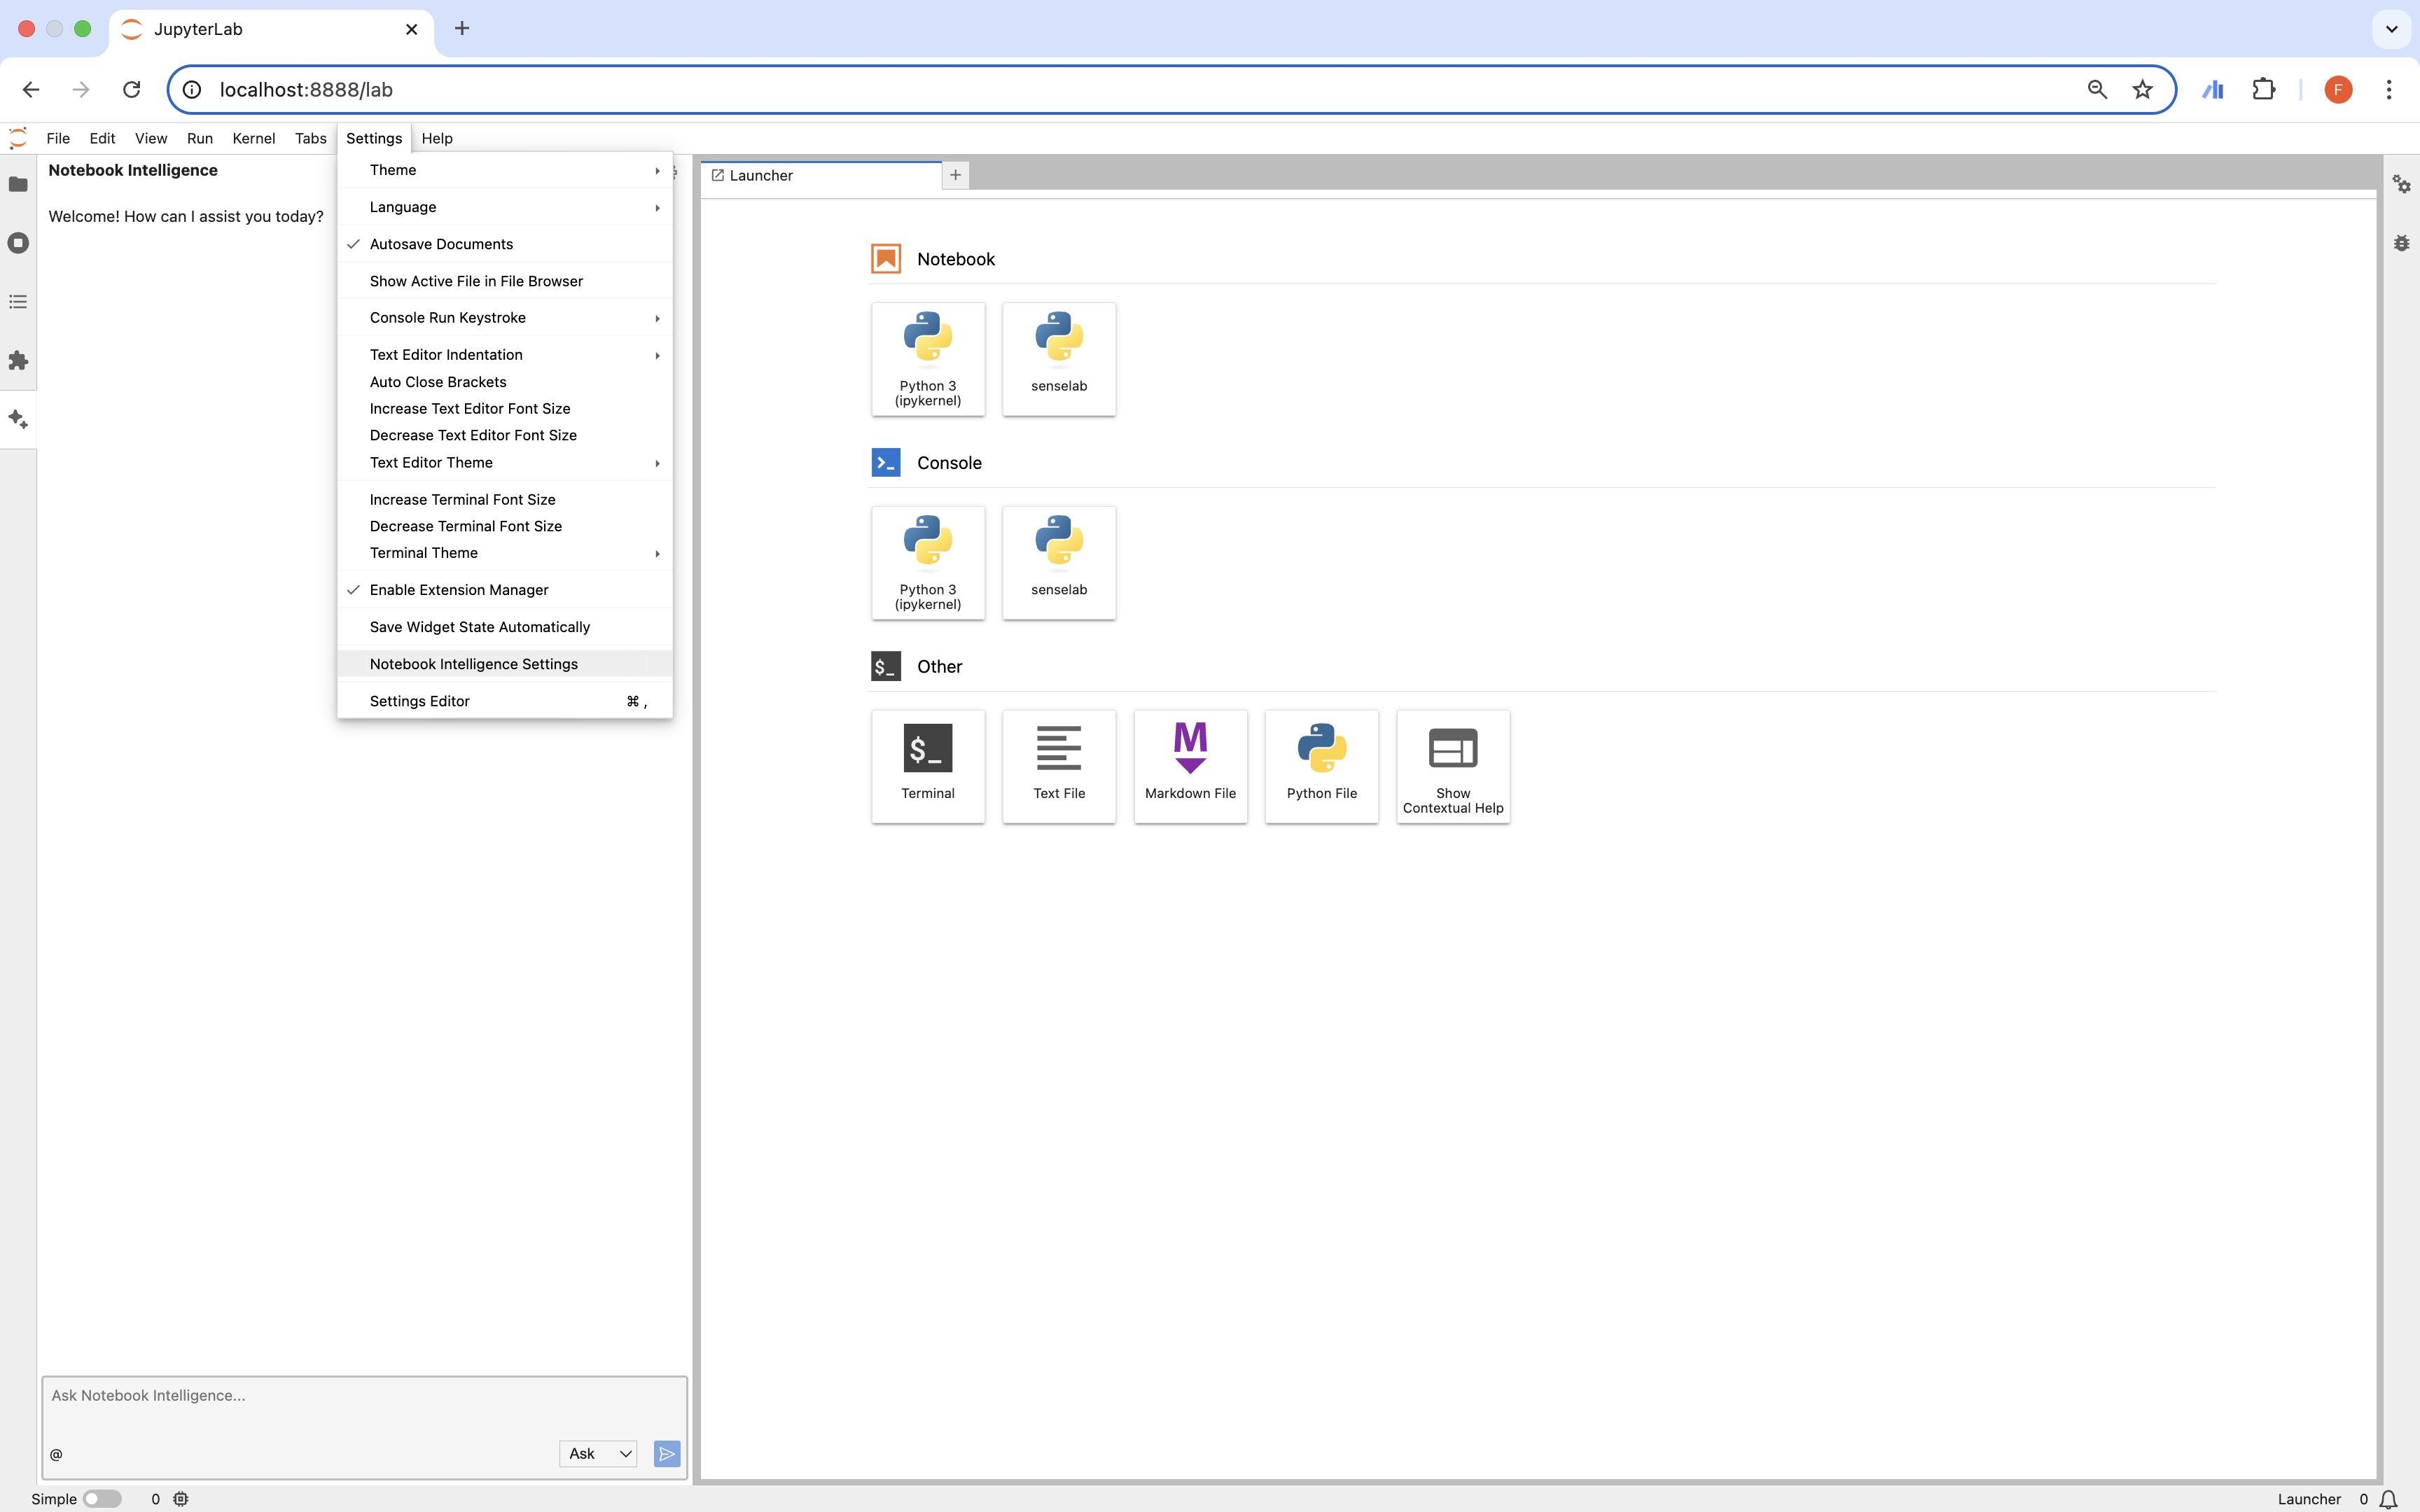 JupyterLab
localhost:8888/lab
F
File Edit View Run Kernel Tabs Settings Help
Notebook Intelligence
Welcome! How can I assist you today?
Theme
Language
Autosave Documents
Show Active File in File Browser
Console Run Keystroke
Text Editor Indentation
Auto Close Brackets
Increase Text Editor Font Size
Decrease Text Editor Font Size
Text Editor Theme
Increase Terminal Font Size
Decrease Terminal Font Size
Terminal Theme
Enable Extension Manager
Save Widget State Automatically
Notebook Intelligence Settings
Settings Editor ⌘ ,
Launcher
Notebook
Python 3
(ipykernel)
senselab
Console
Python 3
(ipykernel)
senselab
$_ Other
$_
Terminal
Text File
M
Markdown File
Python File
Show
Contextual Help
Ask Notebook Intelligence...
@ Ask
Simple 0
Launcher 0